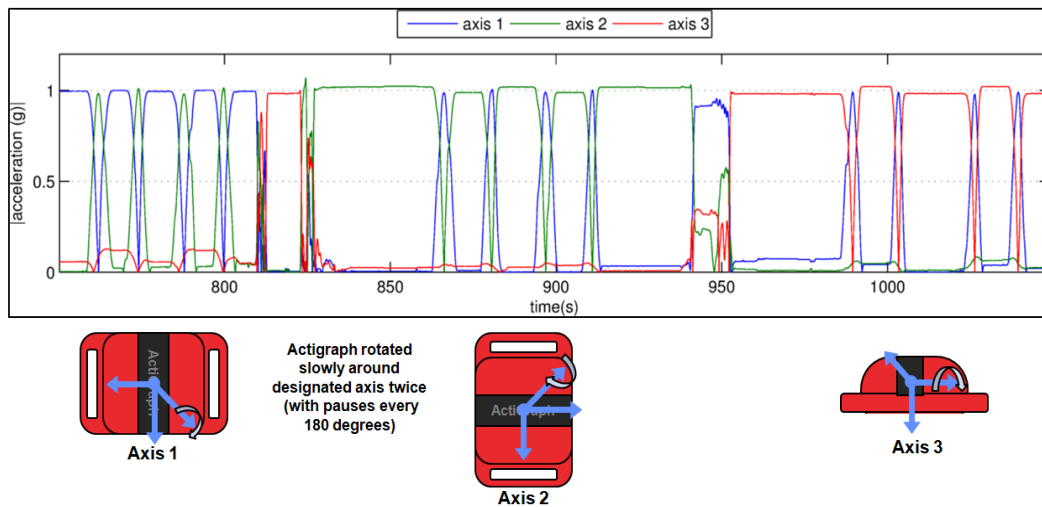 axis 1 axis 2 axis 3
|acceleration (g)|
1
0.5
0
800 850 900 950 1000
time(s)
Actigraph
Axis 1
Actigraph rotated
slowly around
designated axis twice
(with pauses every
180 degrees)
Actigraph
Axis 2
Axis 3